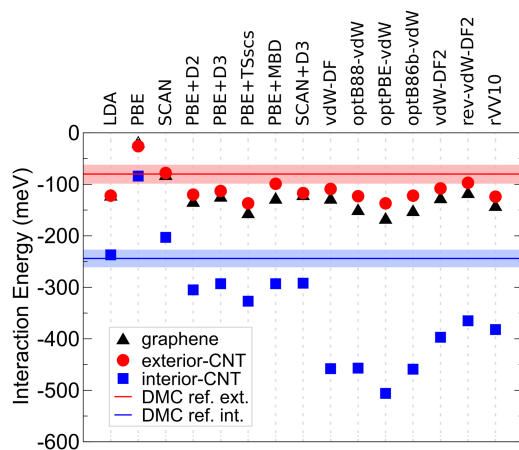 LDA
PBE
SCAN
PBE+D2
PBE+D3
PBE+TSscs
PBE+MBD
SCAN+D3
vdW-DF
optB88-vdW
optPBE-vdW
optB86b-vdW
vdW-DF2
rev-vdW-DF2
rVV10
Interaction Energy (meV)
0
-100
-200
-300
-400
-500
-600
graphene
exterior-CNT
interior-CNT
DMC ref. ext.
DMC ref. int.